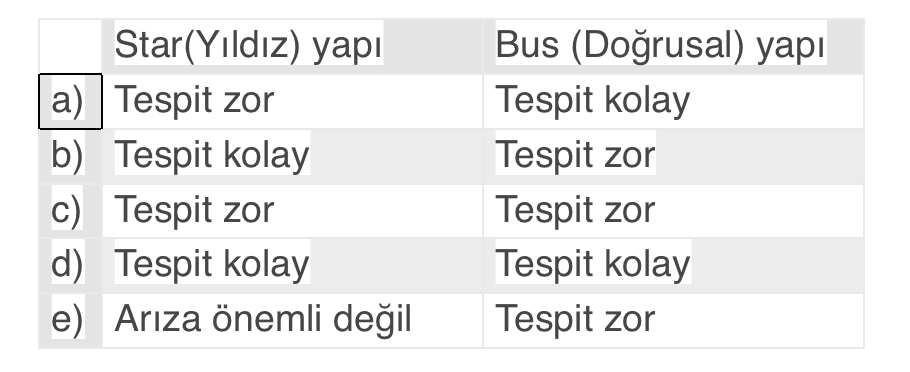 Star(Yıldız) yapı Bus (Doğrusal) yapı
a) Tespit zor Tespit kolay
b) Tespit kolay Tespit zor
c) Tespit zor Tespit zor
d) Tespit kolay Tespit kolay
e) Arıza önemli değil Tespit zor